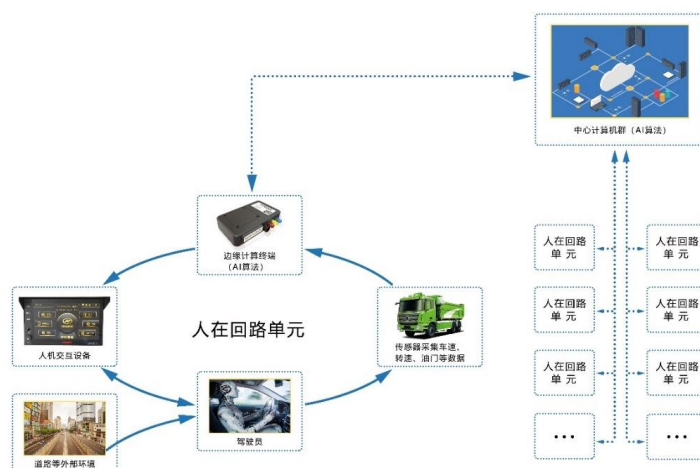 中心计算机群（AI算法）
边缘计算终端
（AI算法）
人机交互设备
人在回路单元
传感器采集车速、
转速、油门等数据
驾驶员
道路等外部环境
人在回路
单 元
人在回路
单 元
人在回路
单 元
人在回路
单 元
人在回路
单 元
人在回路
单 元
...
...